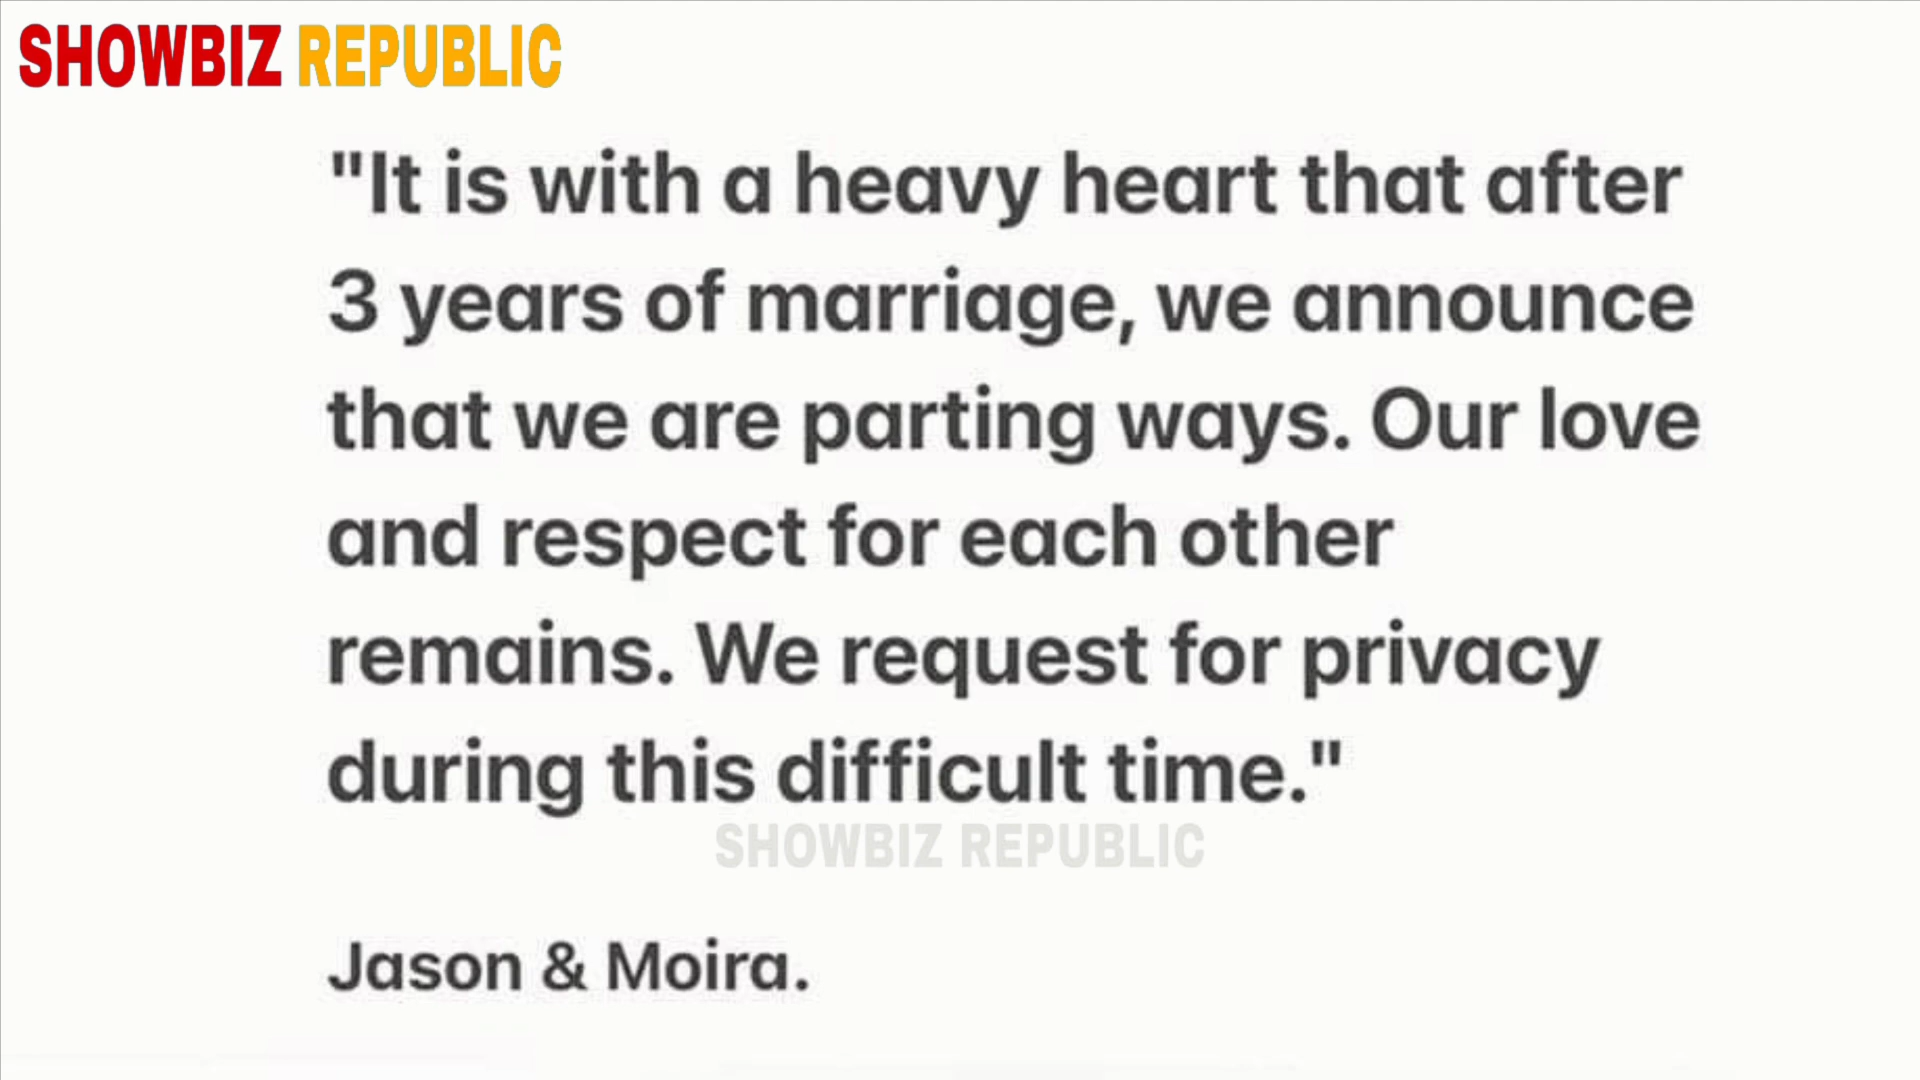 SHOWBIZ REPUBLIC
"It is with a heavy heart that after
3 years of marriage, we announce
that we are parting ways. Our love
and respect for each other
remains. We request for privacy
during this difficult time."
SHOWBIZ REPUBLIC
Jason & Moira.